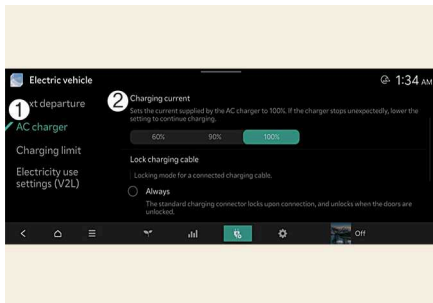 Electric vehicle
1:34 AM
1
xt departure
AC charger
Charging limit
Electricity use
settings (V2L)
2
Charging current
Sets the current supplied by the AC charger to 100%. If the charger stops unexpectedly, lower the
setting to continue charging.
60% 90% 100%
Lock charging cable
Locking mode for a connected charging cable.
Always
The standard charging connector locks upon connection, and unlocks when the doors are
unlocked.
Off